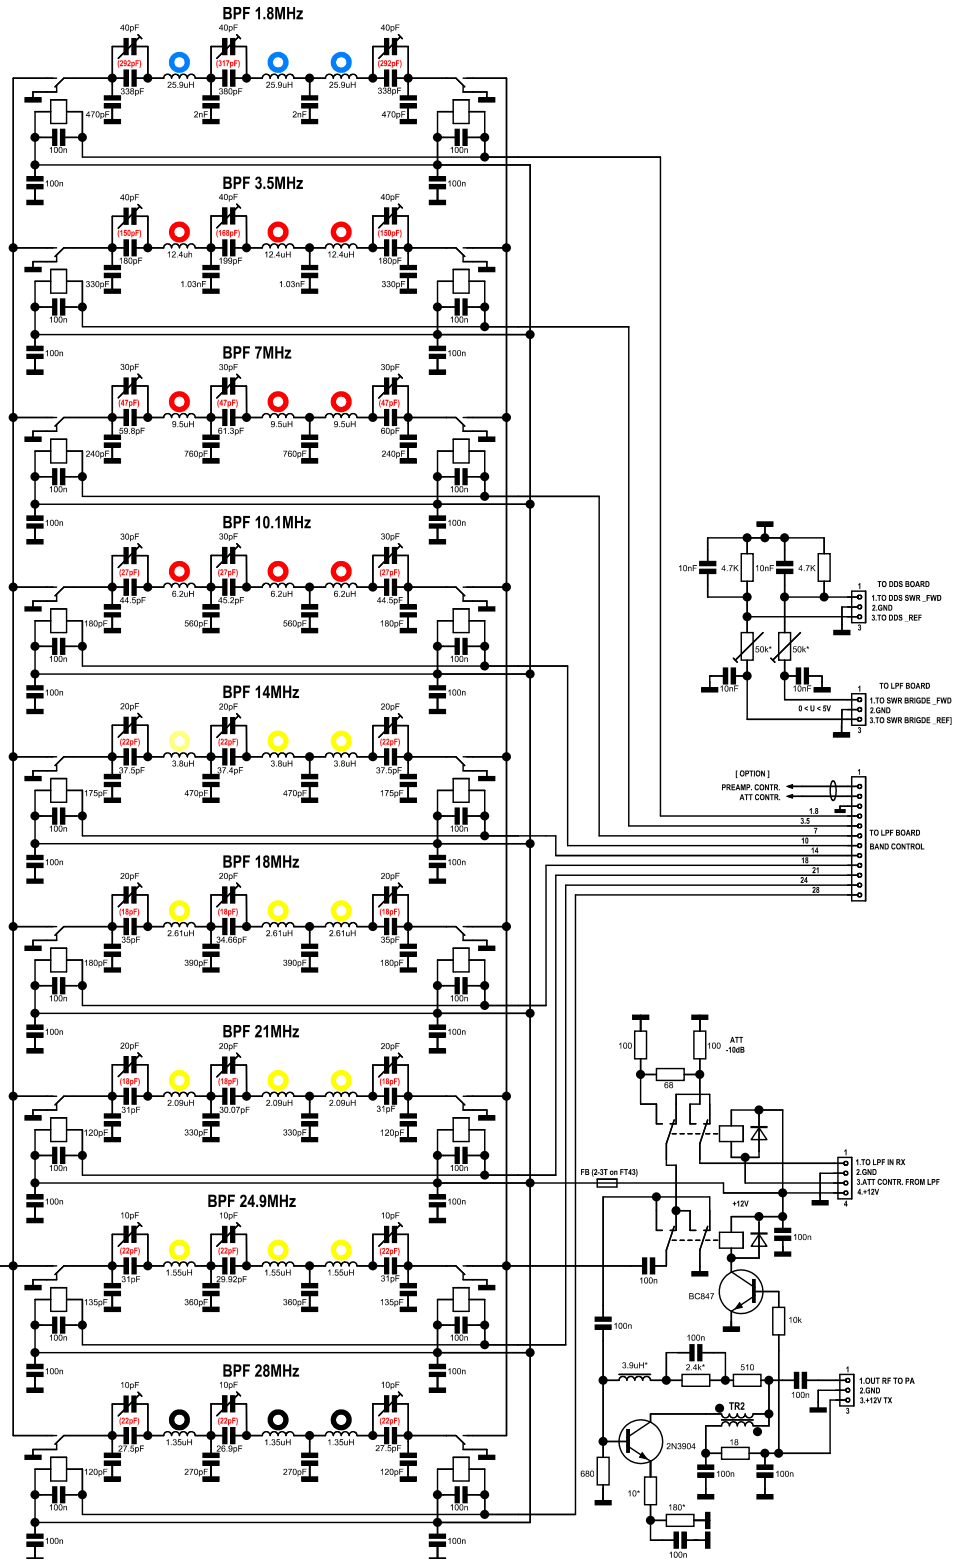 BPF 1.8MHz
40pF 40pF 40pF
(292pF) (317pF) (292pF)
338pF 25.9uH 380pF 25.9uH 25.9uH 338pF
470pF 2nF 2nF 470pF
100n 100n
100n 100n
BPF 3.5MHz
40pF 40pF 40pF
(150pF) (168pF) (150pF)
180pF 12.4uh 199pF 12.4uH 12.4uH 180pF
330pF 1.03nF 1.03nF 330pF
100n 100n
100n 100n
BPF 7MHz
30pF 30pF 30pF
(47pF) (47pF) (47pF)
59.8pF 9.5uH 61.3pF 9.5uH 9.5uH 60pF
240pF 760pF 760pF 240pF
100n 100n
100n 100n
BPF 10.1MHz
30pF 30pF 30pF
(27pF) (27pF) (27pF)
44.5pF 6.2uH 45.2pF 6.2uH 6.2uH 44.5pF
180pF 560pF 560pF 180pF
100n 100n
100n 100n
BPF 14MHz
20pF 20pF 20pF
(22pF) (22pF) (22pF)
37.5pF 3.8uH 37.4pF 3.8uH 3.8uH 37.5pF
175pF 470pF 470pF 175pF
100n 100n
100n 100n
BPF 18MHz
20pF 20pF 20pF
(18pF) (18pF) (18pF)
35pF 2.61uH 34.66pF 2.61uH 2.61uH 35pF
180pF 390pF 390pF 180pF
100n 100n
100n 100n
BPF 21MHz
20pF 20pF 20pF
(18pF) (18pF) (18pF)
31pF 2.09uH 30.07pF 2.09uH 2.09uH 31pF
120pF 330pF 330pF 120pF
100n 100n
100n 100n
BPF 24.9MHz
10pF 10pF 10pF
(22pF) (22pF) (22pF)
31pF 1.55uH 29.92pF 1.55uH 1.55uH 31pF
135pF 360pF 360pF 135pF
100n 100n
100n 100n
BPF 28MHz
10pF 10pF 10pF
(22pF) (22pF) (22pF)
27.5pF 1.35uH 26.9pF 1.35uH 1.35uH 27.5pF
120pF 270pF 270pF 120pF
100n 100n
100n 100n
10nF 4.7K 10nF 4.7K
TO DDS BOARD
1
1.TO DDS SWR _FWD
2.GND
3.TO DDS _REF
3
50k* 50k*
10nF 10nF
TO LPF BOARD
1
1.TO SWR BRIGDE _FWD
0 < U < 5V
2.GND
3.TO SWR BRIGDE _REF]
3
[ OPTION ]
1
PREAMP. CONTR.
ATT CONTR.
1.8
3.5
7
10
14
18
21
24
28
TO LPF BOARD
BAND CONTROL
100 100
ATT
-10dB
68
FB (2-3T on FT43)
1
1.TO LPF IN RX
2.GND
3.ATT CONTR. FROM LPF
4.+12V
4
+12V
100n
100n
BC847
10k
100n
100n
3.9uH* 2.4k* 510
100n
1
1.OUT RF TO PA
2.GND
3.+12V TX
3
TR2
2N3904
18
680
100n 100n
10*
180*
100n